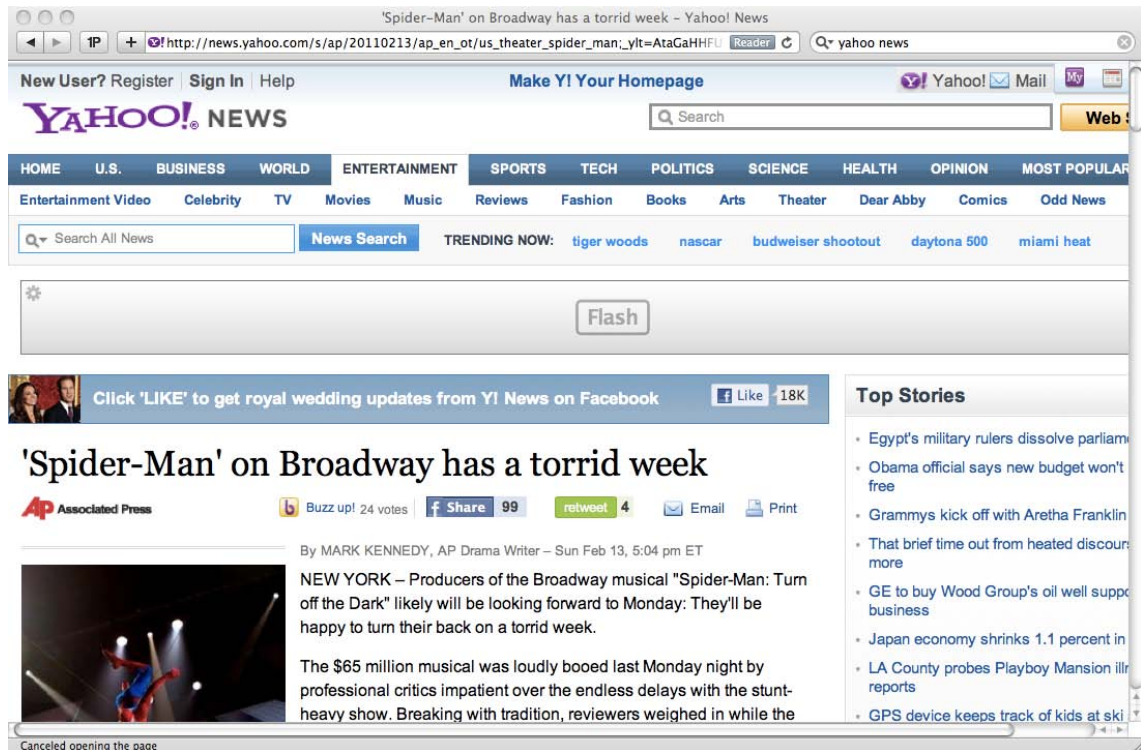 'Spider-Man' on Broadway has a torrid week - Yahoo! News
1P + http://news.yahoo.com/s/ap/20110213/ap_en_ot/us_theater_spider_man;_ylt=AtaGaHHFU Reader yahoo news
New User? Register Sign In Help Make Y! Your Homepage Yahoo! Mail My
YAHOO!® NEWS Search Web
HOME U.S. BUSINESS WORLD ENTERTAINMENT SPORTS TECH POLITICS SCIENCE HEALTH OPINION MOST POPULAR
Entertainment Video Celebrity TV Movies Music Reviews Fashion Books Arts Theater Dear Abby Comics Odd News
Search All News News Search TRENDING NOW: tiger woods nascar budweiser shootout daytona 500 miami heat
Flash
Click 'LIKE' to get royal wedding updates from Y! News on Facebook Like 18K
'Spider-Man' on Broadway has a torrid week
AP Associated Press Buzz up! 24 votes Share 99 retweet 4 Email Print
By MARK KENNEDY, AP Drama Writer – Sun Feb 13, 5:04 pm ET
NEW YORK – Producers of the Broadway musical "Spider-Man: Turn
off the Dark" likely will be looking forward to Monday: They'll be
happy to turn their back on a torrid week.
The $65 million musical was loudly booed last Monday night by
professional critics impatient over the endless delays with the stunt-
heavy show. Breaking with tradition, reviewers weighed in while the
Top Stories
Egypt's military rulers dissolve
Obama official says new budget won't
free
Grammys kick off with Aretha Franklin
That brief time out from heated
more
GE to buy Wood Group's oil well
business
Japan economy shrinks 1.1 percent in
LA County probes Playboy Mansion
reports
GPS device keeps track of kids at ski
Canceled opening the page